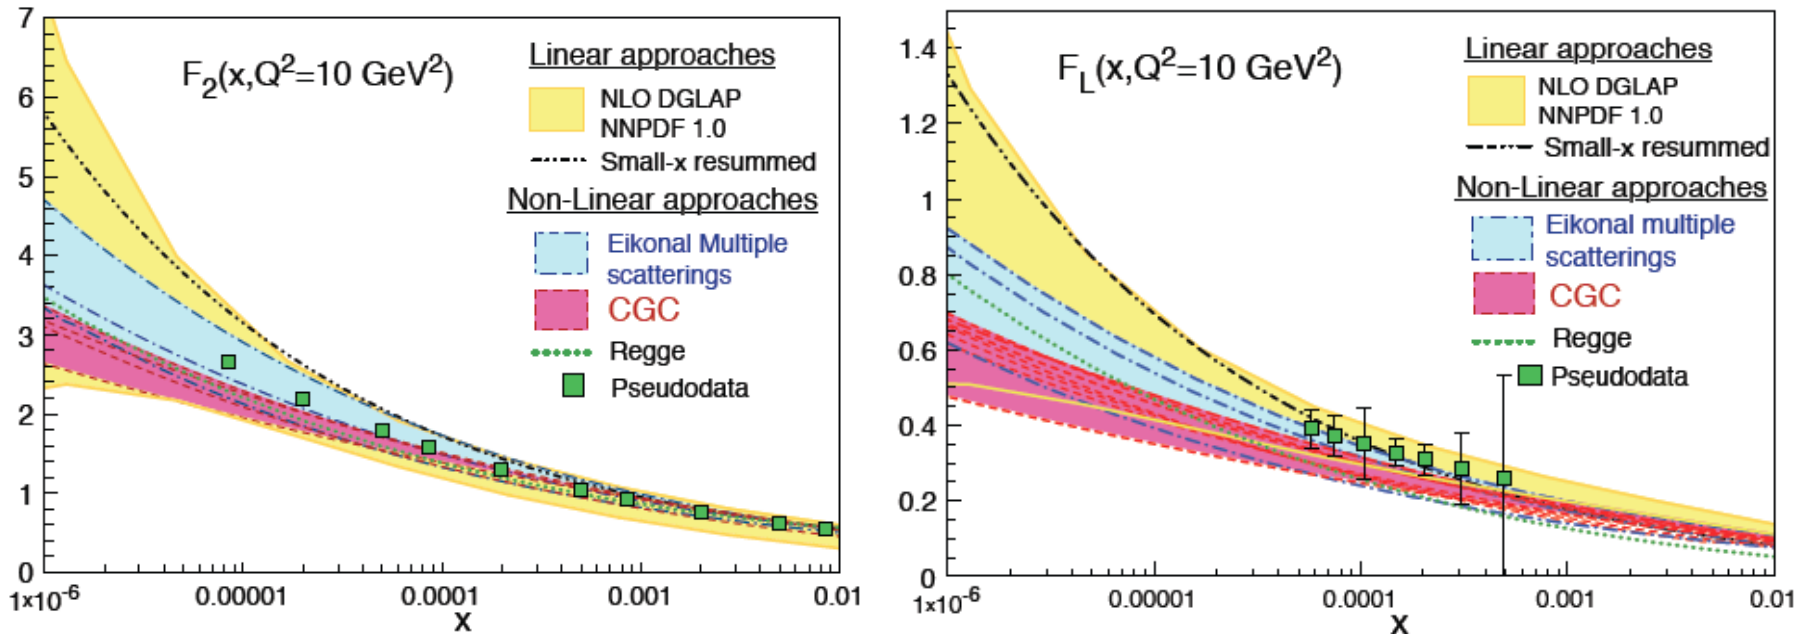 7
6
5
4
3
2
1
0
F2(x,Q²=10 GeV²)
Linear approaches
NLO DGLAP
NNPDF 1.0
Small-x resummed
Non-Linear approaches
Eikonal Multiple
scatterings
CGC
Regge
Pseudodata
1×10⁻⁶ 0.00001 0.0001 0.001 0.01
x
1.4
1.2
1
0.8
0.6
0.4
0.2
0
FL(x,Q²=10 GeV²)
Linear approaches
NLO DGLAP
NNPDF 1.0
Small-x resummed
Non-Linear approaches
Eikonal multiple
scatterings
CGC
Regge
Pseudodata
1×10⁻⁶ 0.00001 0.0001 0.001 0.01
x